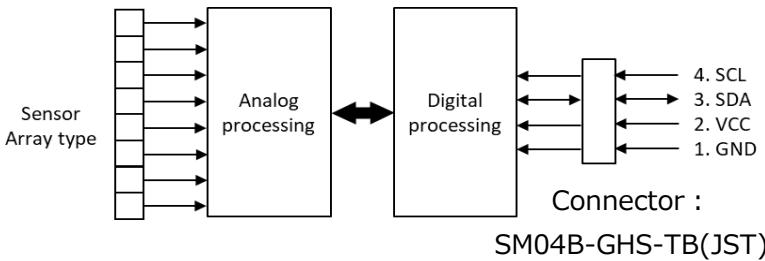 Sensor
Array type
Analog
processing
Digital
processing
4. SCL
3. SDA
2. VCC
1. GND
Connector :
SM04B-GHS-TB(JST)